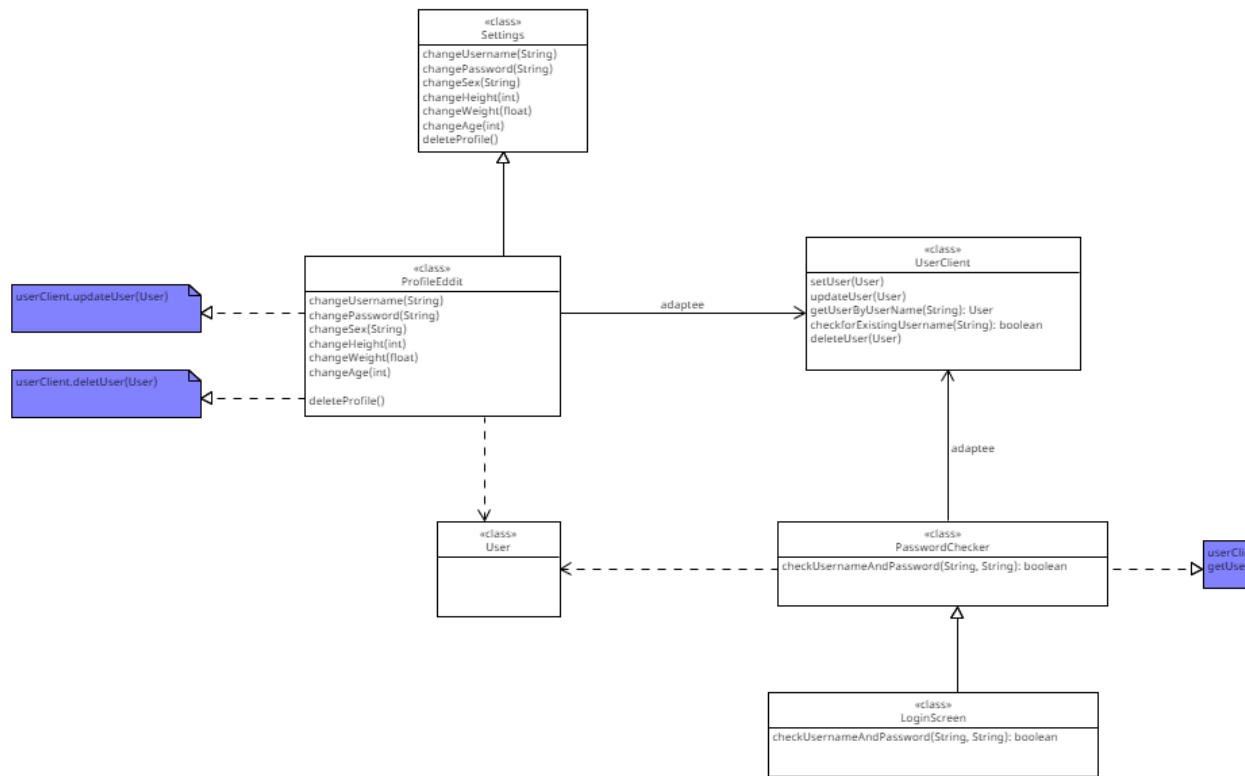 «class»
Settings
changeUsername(String)
changePassword(String)
changeSex(String)
changeHeight(int)
changeWeight(float)
changeAge(int)
deleteProfile()
«class»
ProfileEddit
changeUsername(String)
changePassword(String)
changeSex(String)
changeHeight(int)
changeWeight(float)
changeAge(int)
deleteProfile()
userClient.updateUser(User)
userClient.deletUser(User)
adaptee
«class»
UserClient
setUser(User)
updateUser(User)
getUserByUserName(String): User
checkforExistingUsername(String): boolean
deleteUser(User)
adaptee
«class»
User
«class»
PasswordChecker
checkUsernameAndPassword(String, String): boolean
«class»
LoginScreen
checkUsernameAndPassword(String, String): boolean